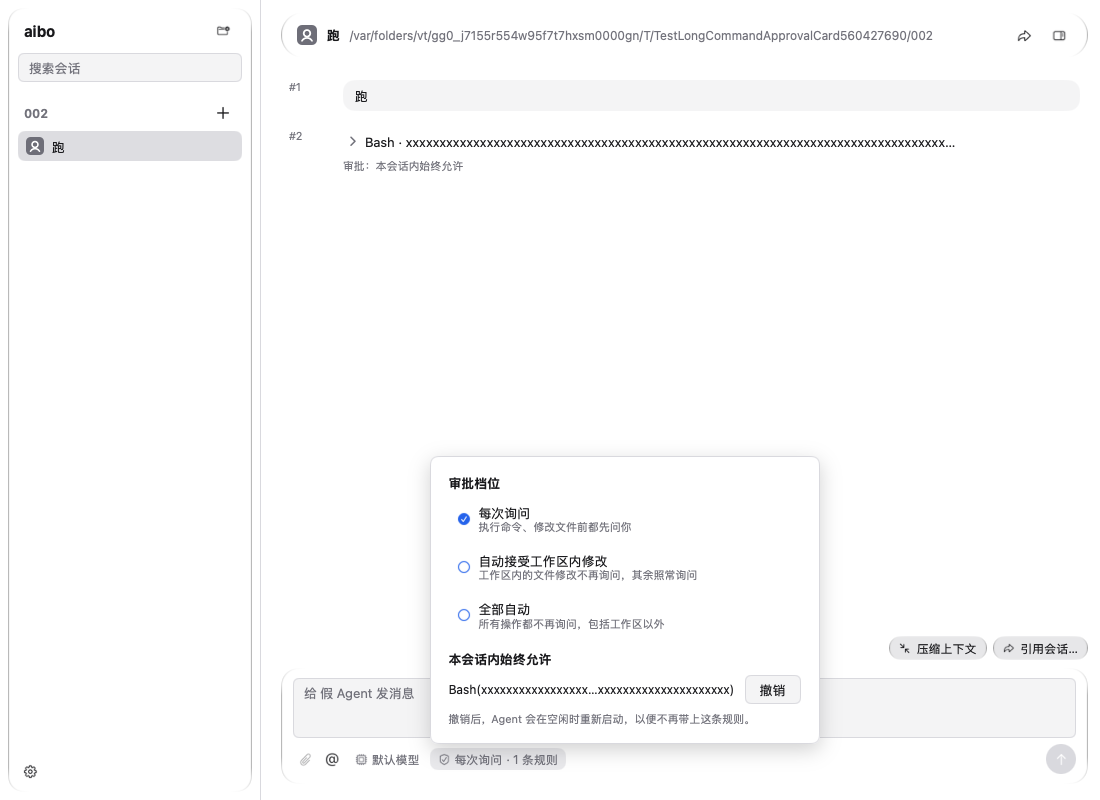 aibo
搜索会话
002
跑
跑 /var/folders/vt/gg0_j7155r554w95f7t7hxsm0000gn/T/TestLongCommandApprovalCard560427690/002
#1
跑
#2
Bash · xxxxxxxxxxxxxxxxxxxxxxxxxxxxxxxxxxxxxxxxxxxxxxxxxxxxxxxxxxxxxxxxxxxxxxxxxxxxxxxx...
审批：本会话内始终允许
审批档位
每次询问
执行命令、修改文件前都先问你
自动接受工作区内修改
工作区内的文件修改不再询问，其余照常询问
全部自动
所有操作都不再询问，包括工作区以外
本会话内始终允许
Bash(xxxxxxxxxxxxxxxxx...xxxxxxxxxxxxxxxxxxxxx) 撤销
撤销后，Agent 会在空闲时重新启动，以便不再带上这条规则。
压缩上下文 引用会话...
给 假 Agent 发消息
@ 默认模型 每次询问 · 1 条规则